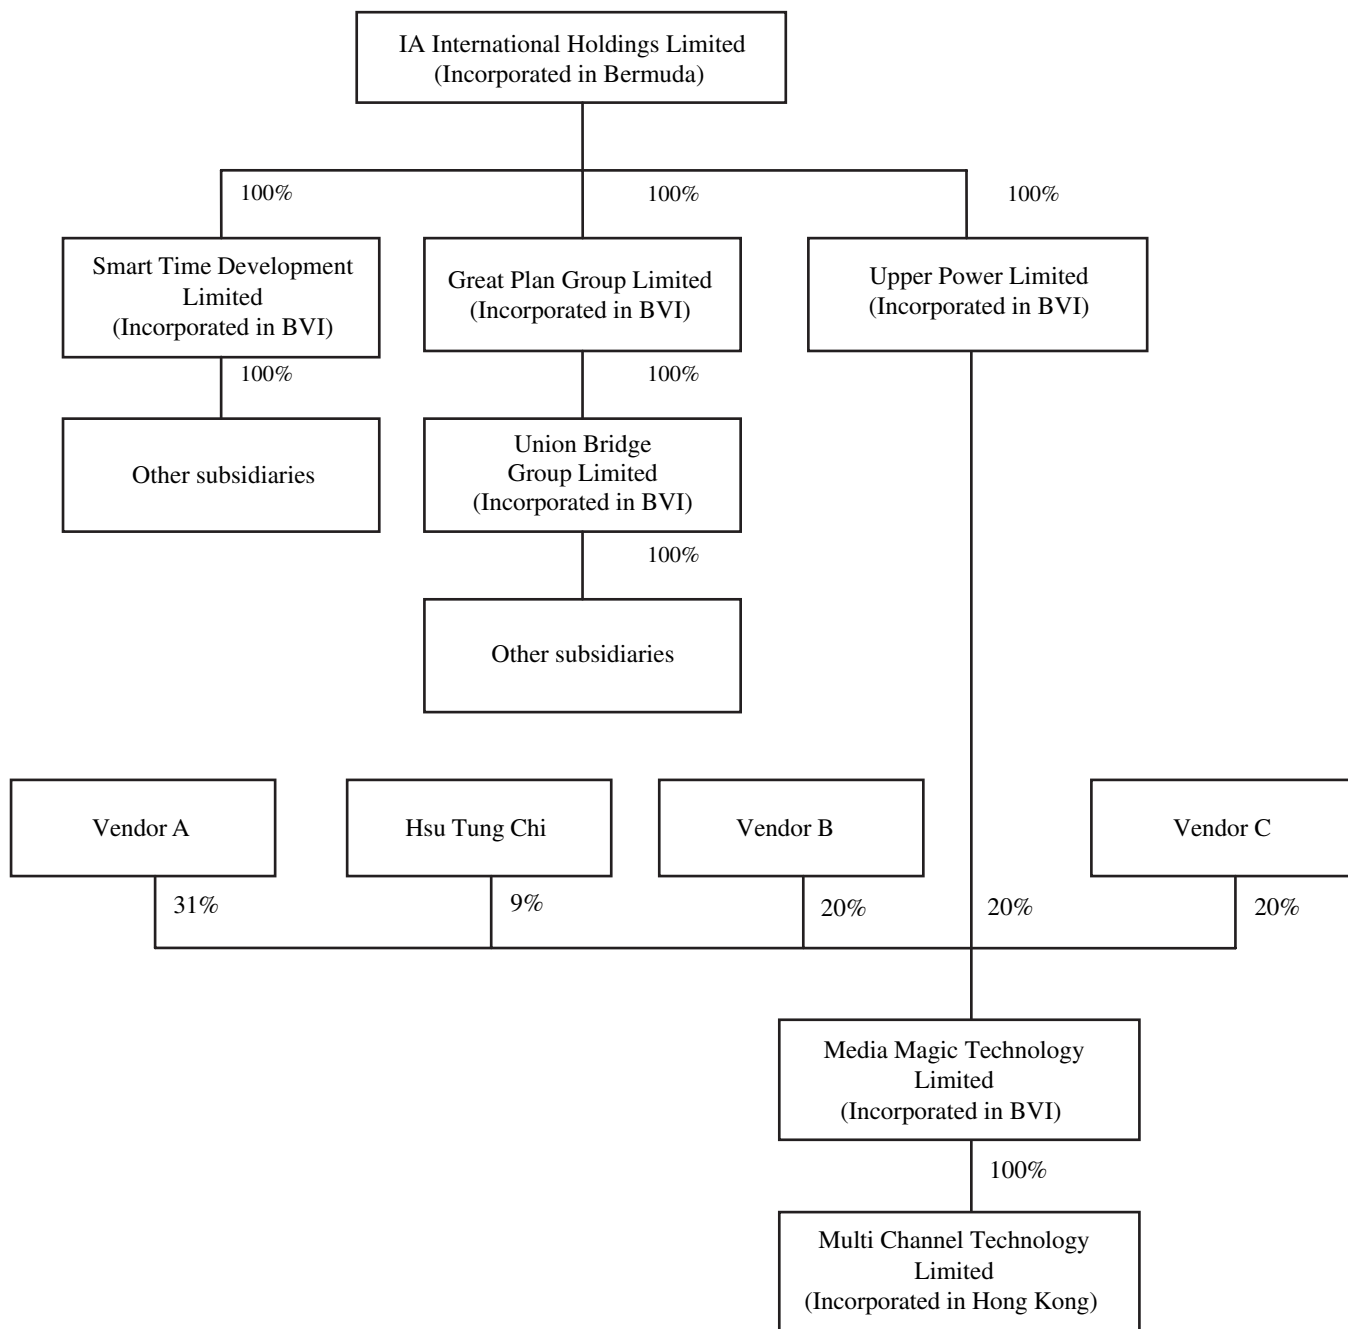 IA International Holdings Limited
(Incorporated in Bermuda)
100%
100%
100%
Smart Time Development
Limited
(Incorporated in BVI)
Great Plan Group Limited
(Incorporated in BVI)
Upper Power Limited
(Incorporated in BVI)
100%
100%
Other subsidiaries
Union Bridge
Group Limited
(Incorporated in BVI)
100%
Other subsidiaries
Vendor A
Hsu Tung Chi
Vendor B
Vendor C
31%
9%
20%
20%
20%
Media Magic Technology
Limited
(Incorporated in BVI)
100%
Multi Channel Technology
Limited
(Incorporated in Hong Kong)